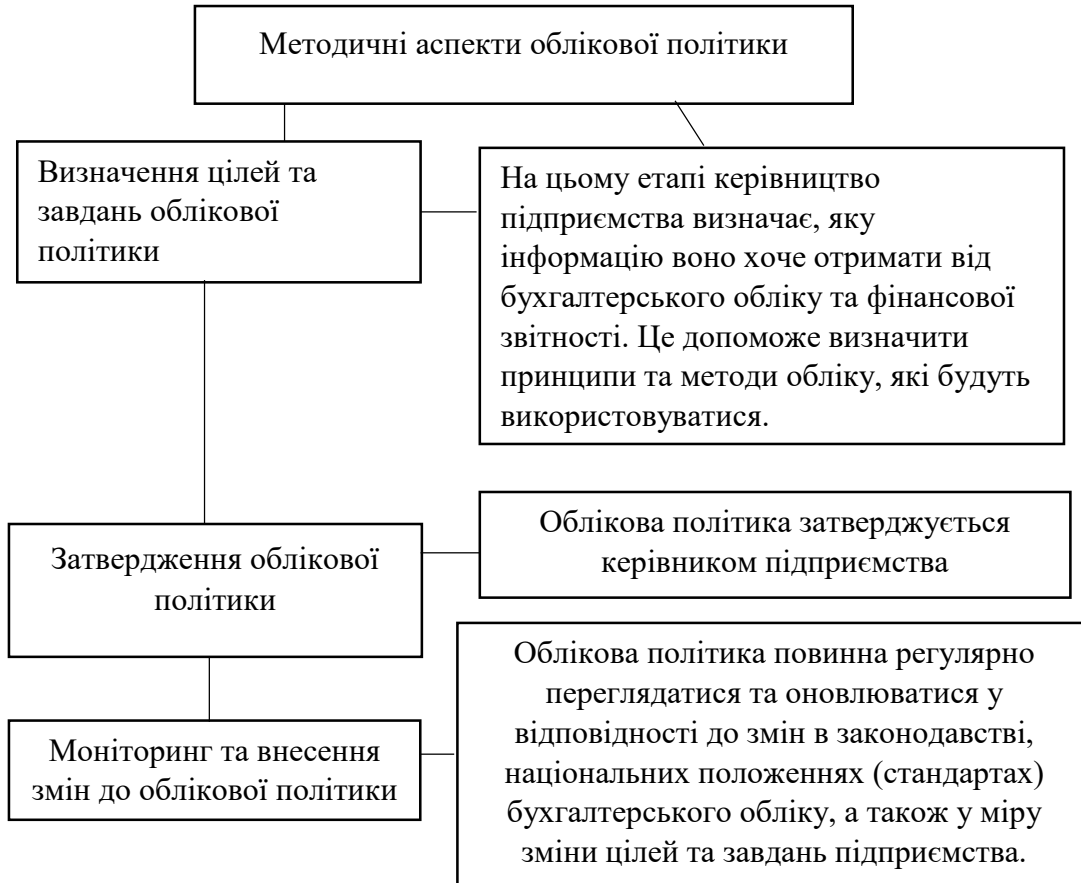 Методичні аспекти облікової політики
Визначення цілей та
завдань облікової
політики
На цьому етапі керівництво
підприємства визначає, яку
інформацію воно хоче отримати від
бухгалтерського обліку та фінансової
звітності. Це допоможе визначити
принципи та методи обліку, які будуть
використовуватися.
Затвердження облікової
політики
Облікова політика затверджується
керівником підприємства
Моніторинг та внесення
змін до облікової політики
Облікова політика повинна регулярно
переглядатися та оновлюватися у
відповідності до змін в законодавстві,
національних положеннях (стандартах)
бухгалтерського обліку, а також у міру
зміни цілей та завдань підприємства.